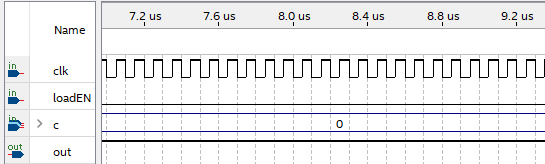 7.2 us 7.6 us 8.0 us 8.4 us 8.8 us 9.2 us
Name
in clk
in loadEN
in > c 0
out out